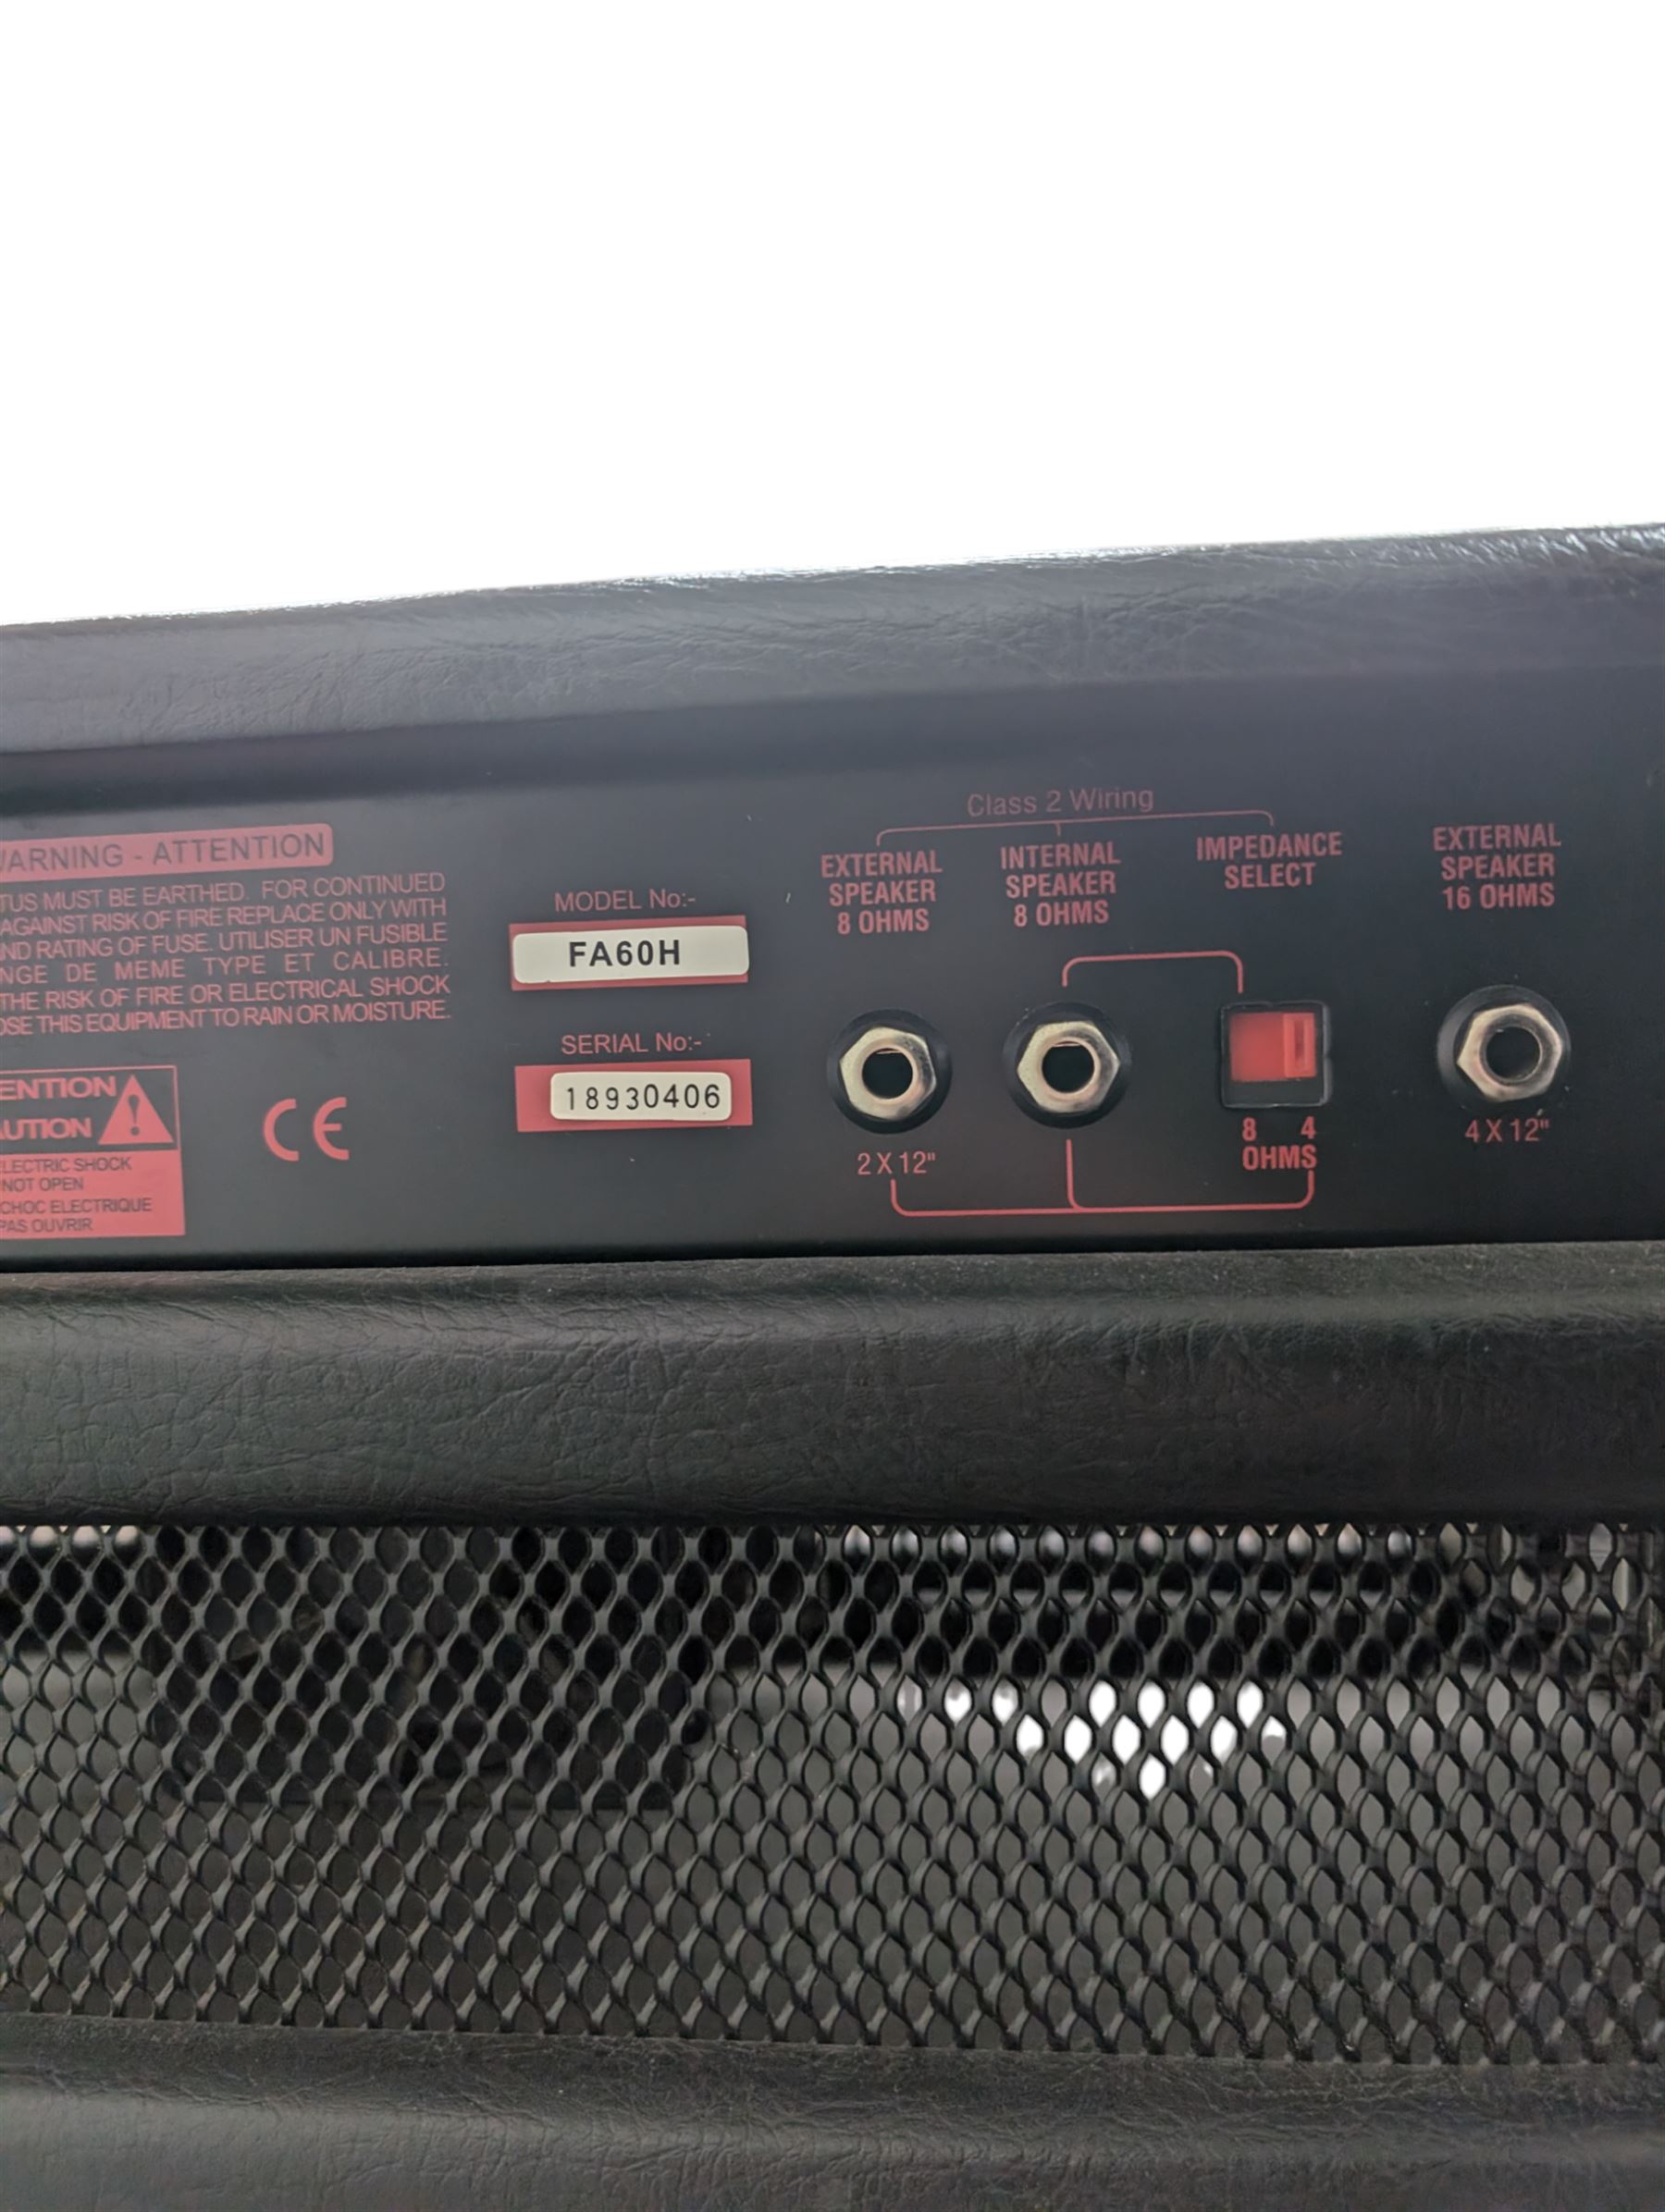 WARNING - ATTENTION
TUS MUST BE EARTHED. FOR CONTINUED
AGAINST RISK OF FIRE REPLACE ONLY WITH
ND RATING OF FUSE. UTILISER UN FUSIBLE
NGE DE MEME TYPE ET CALIBRE.
THE RISK OF FIRE OR ELECTRICAL SHOCK
OSE THIS EQUIPMENT TO RAIN OR MOISTURE.
ENTION
AUTION
LECTRIC SHOCK
NOT OPEN
CHOC ELECTRIQUE
PAS OUVRIR
CE
MODEL No:-
FA60H
SERIAL No:-
18930406
Class 2 Wiring
EXTERNAL
SPEAKER
8 OHMS
2 X 12"
INTERNAL
SPEAKER
8 OHMS
IMPEDANCE
SELECT
8 4
OHMS
EXTERNAL
SPEAKER
16 OHMS
4 X 12"